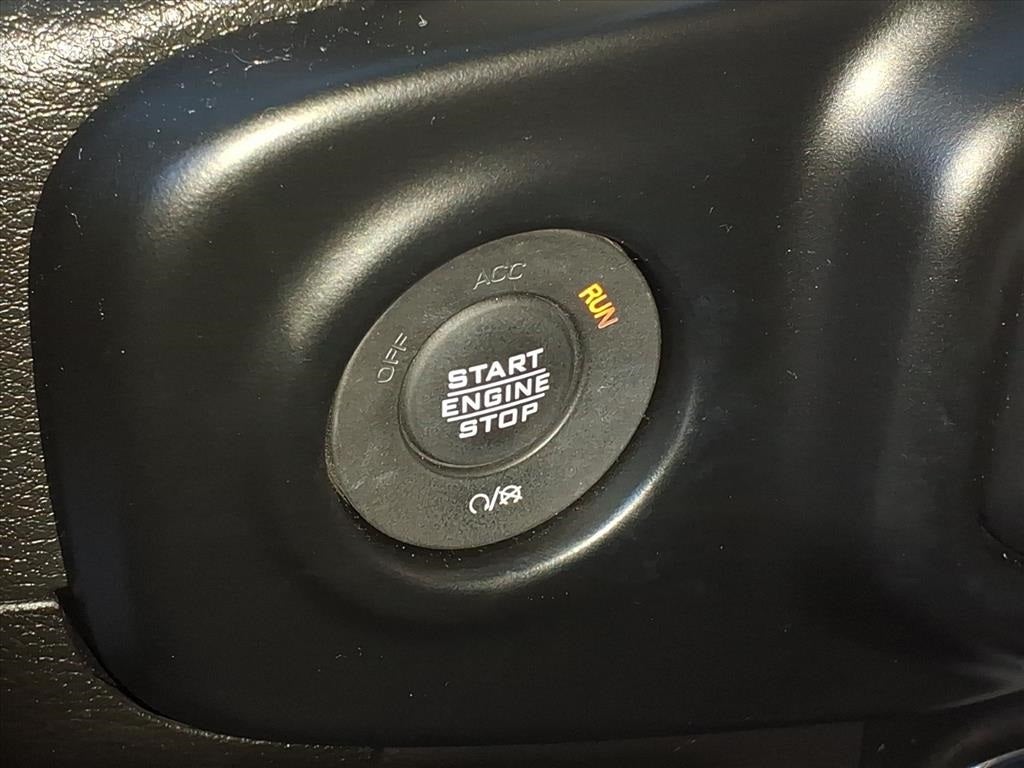 ACC
RUN
OFF
START
ENGINE
STOP